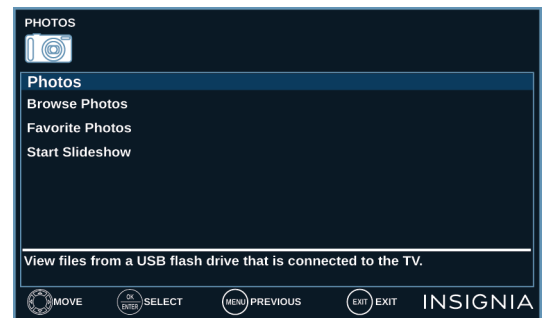 PHOTOS
Photos
Browse Photos
Favorite Photos
Start Slideshow
View files from a USB flash drive that is connected to the TV.
MOVE OK ENTER SELECT MENU PREVIOUS EXIT EXIT INSIGNIA